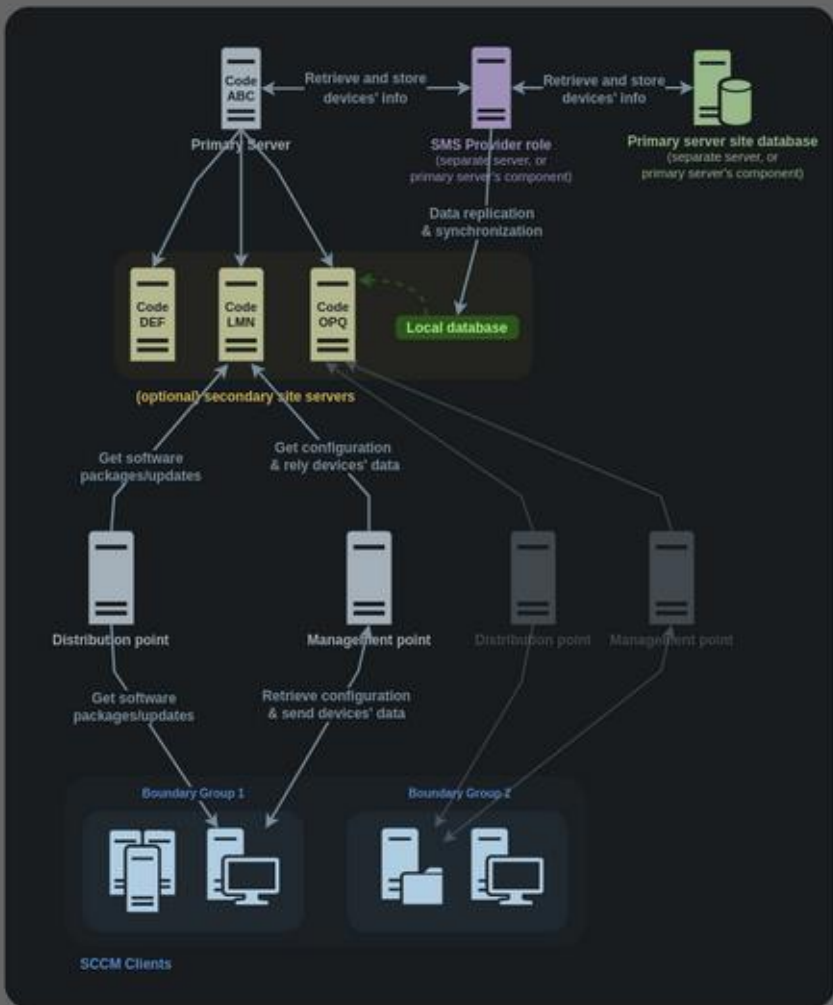 Code
ABC
Retrieve and store
devices' info
Retrieve and store
devices' info
Primary Server
SMS Provider role
(separate server, or
primary server's component)
Primary server site database
(separate server, or
primary server's component)
Data replication
& synchronization
Code
DEF
Code
LMN
Code
OPQ
Local database
(optional) secondary site servers
Get software
packages/updates
Get configuration
& rely devices' data
Distribution point
Management point
Distribution point
Management point
Get software
packages/updates
Retrieve configuration
& send devices' data
Boundary Group 1
Boundary Group 2
SCCM Clients